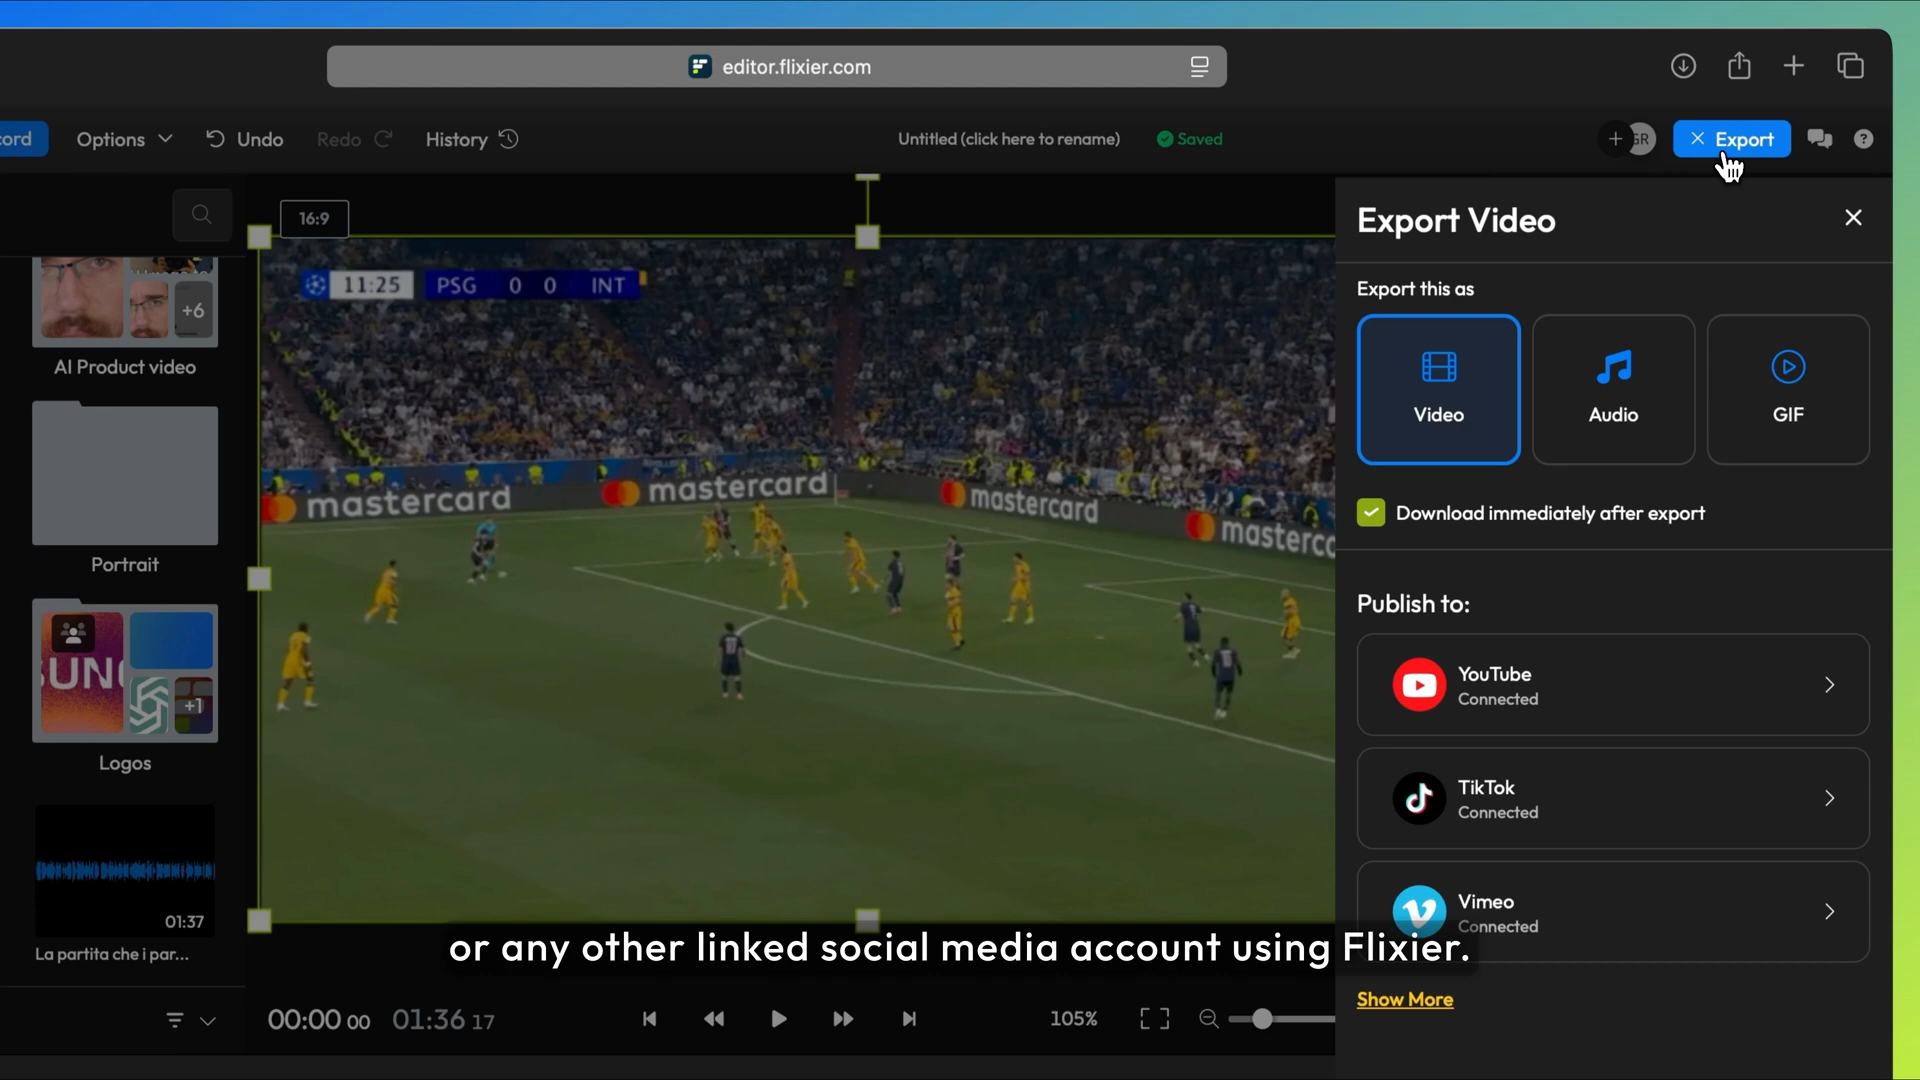 editor.flixier.com
ord
Options
Undo
Redo
History
Untitled (click here to rename)
Saved
GR
Export
16:9
11:25
PSG 0 0 INT
+6
AI Product video
Portrait
SUN
+1
Logos
01:37
La partita che i par...
mastercard
mastercard
mastercard
masterc
Export Video
Export this as
Video
Audio
GIF
Download immediately after export
Publish to:
YouTube
Connected
TikTok
Connected
Vimeo
Connected
or any other linked social media account using Flixier.
Show More
00:00 00
01:36 17
105%